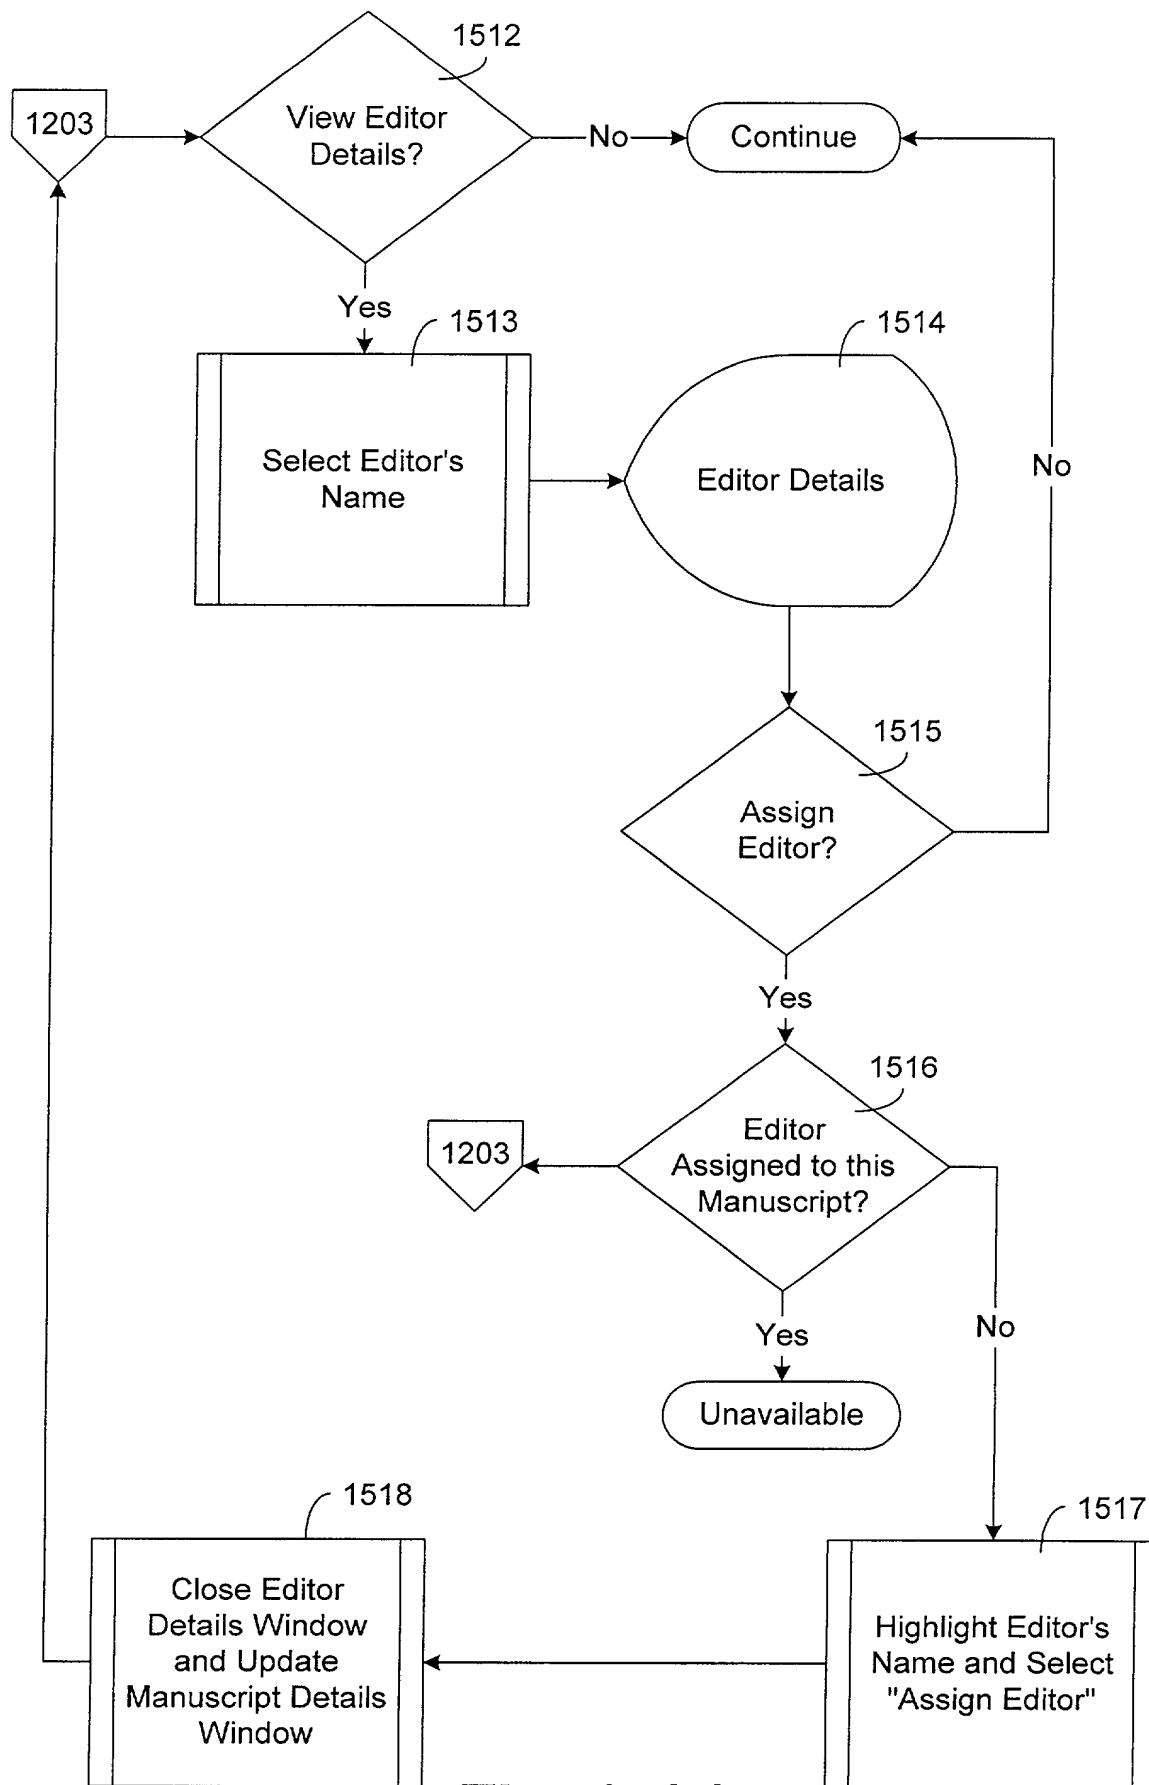 1512
1203
View Editor
Details?
No
Continue
Yes
1513
1514
Select Editor's
Name
Editor Details
No
1515
Assign
Editor?
Yes
1516
1203
Editor
Assigned to this
Manuscript?
Yes
No
Unavailable
1518
1517
Close Editor
Details Window
and Update
Manuscript Details
Window
Highlight Editor's
Name and Select
"Assign Editor"